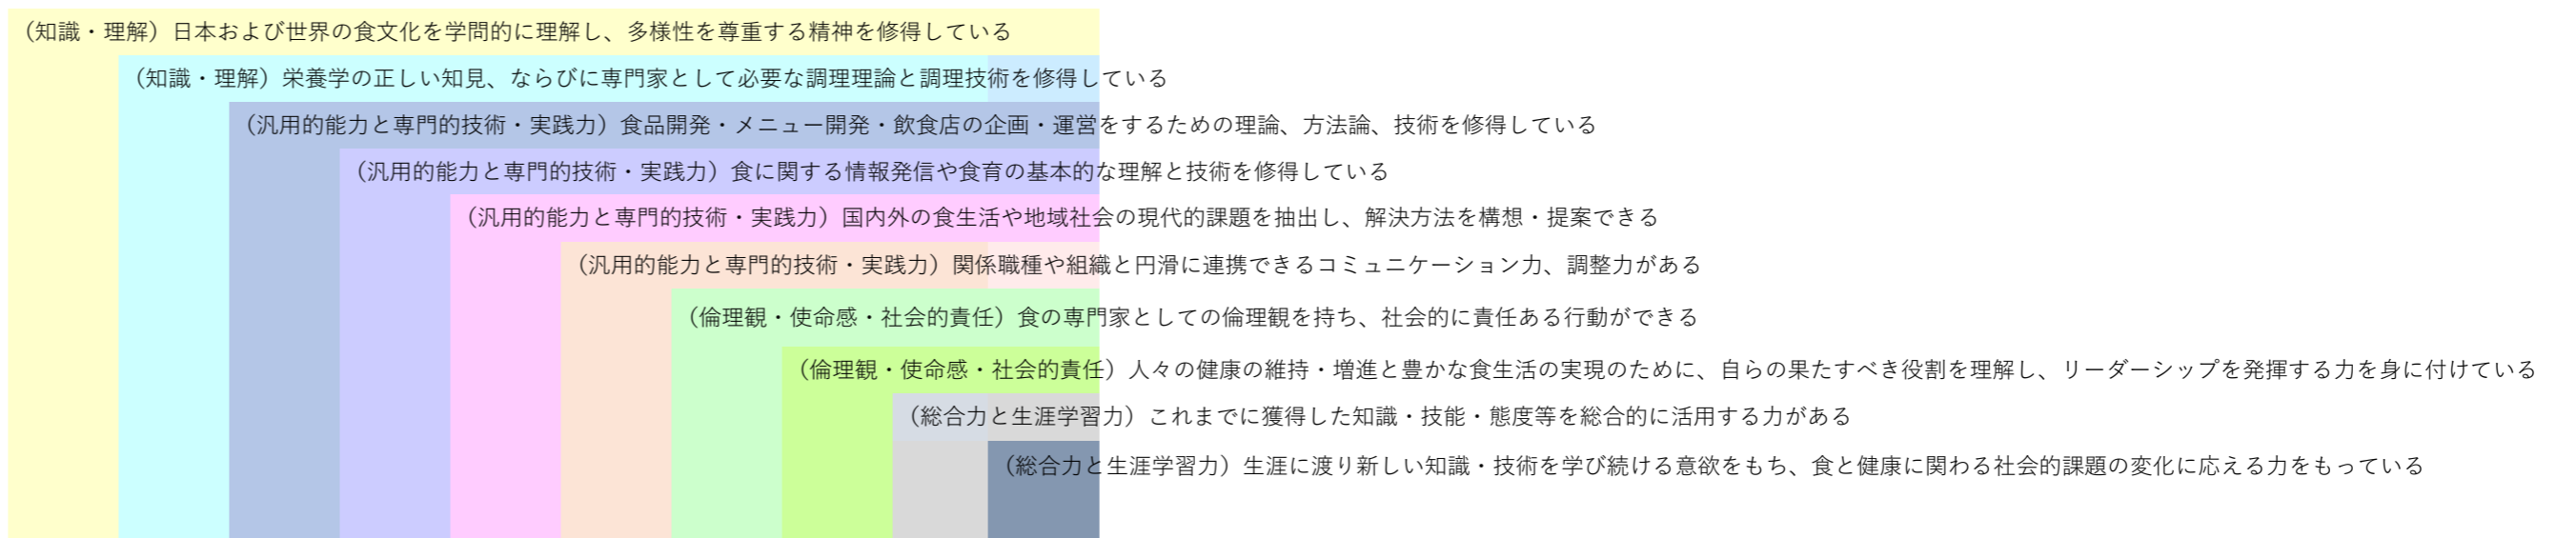 （知識・理解）日本および世界の食文化を学問的に理解し、多様性を尊重する精神を修得している
（知識・理解）栄養学の正しい知見、ならびに専門家として必要な調理理論と調理技術を修得している
（汎用的能力と専門的技術・実践力）食品開発・メニュー開発・飲食店の企画・運営をするための理論、方法論、技術を修得している
（汎用的能力と専門的技術・実践力）食に関する情報発信や食育の基本的な理解と技術を修得している
（汎用的能力と専門的技術・実践力）国内外の食生活や地域社会の現代的課題を抽出し、解決方法を構想・提案できる
（汎用的能力と専門的技術・実践力）関係職種や組織と円滑に連携できるコミュニケーション力、調整力がある
（倫理観・使命感・社会的責任）食の専門家としての倫理観を持ち、社会的に責任ある行動ができる
（倫理観・使命感・社会的責任）人々の健康の維持・増進と豊かな食生活の実現のために、自らの果たすべき役割を理解し、リーダーシップを発揮する力を身に付けている
（総合力と生涯学習力）これまでに獲得した知識・技能・態度等を総合的に活用する力がある
（総合力と生涯学習力）生涯に渡り新しい知識・技術を学び続ける意欲をもち、食と健康に関わる社会的課題の変化に応える力をもっている